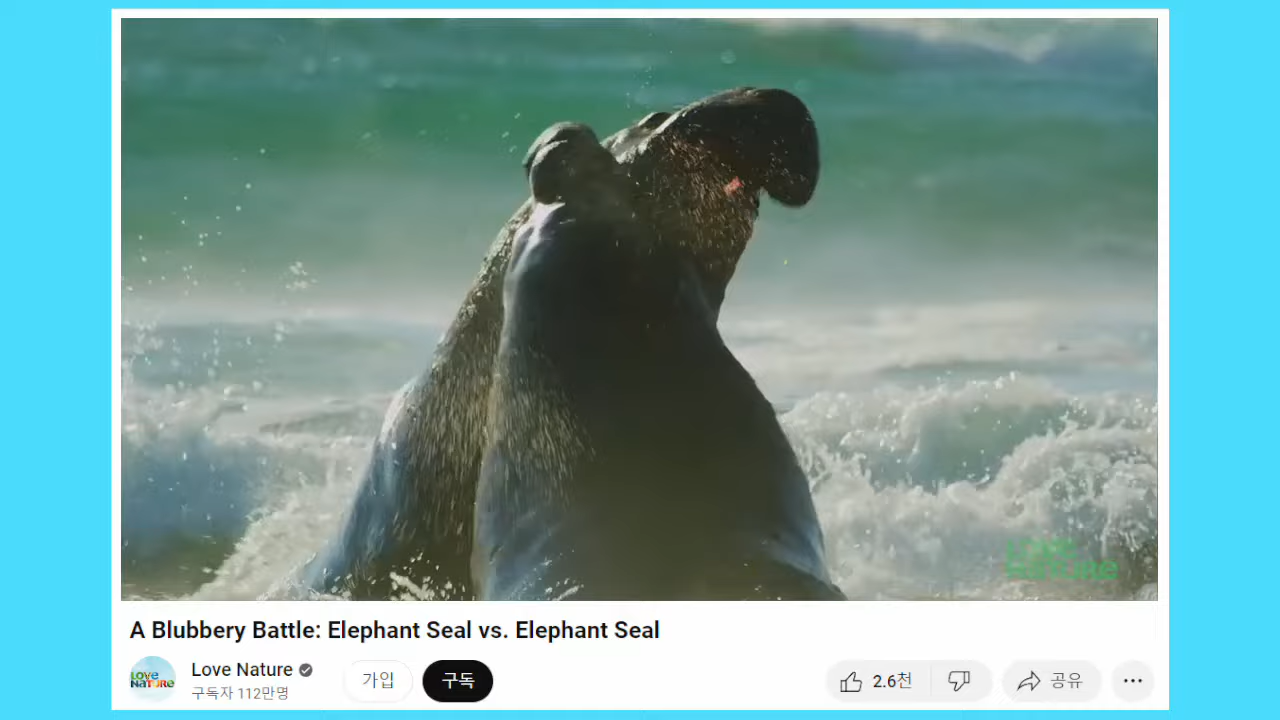 LOVE
NATURE
A Blubbery Battle: Elephant Seal vs. Elephant Seal
LOVE
NATURE
Love Nature
구독자 112만명
가입
구독
2.6천
공유